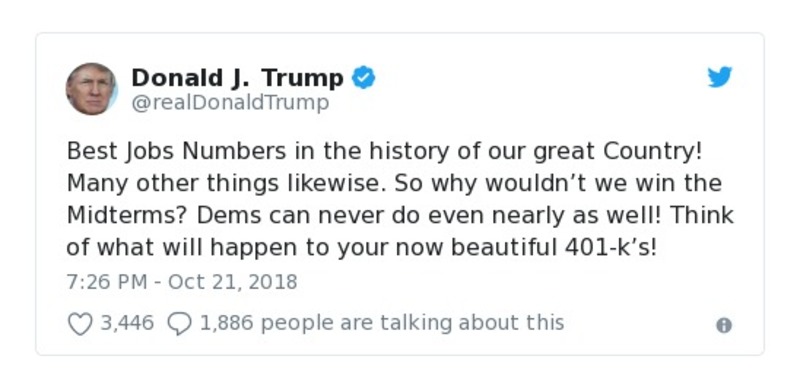 Donald J. Trump
@realDonaldTrump
Best Jobs Numbers in the history of our great Country!
Many other things likewise. So why wouldn’t we win the
Midterms? Dems can never do even nearly as well! Think
of what will happen to your now beautiful 401-k’s!
7:26 PM - Oct 21, 2018
3,446 1,886 people are talking about this